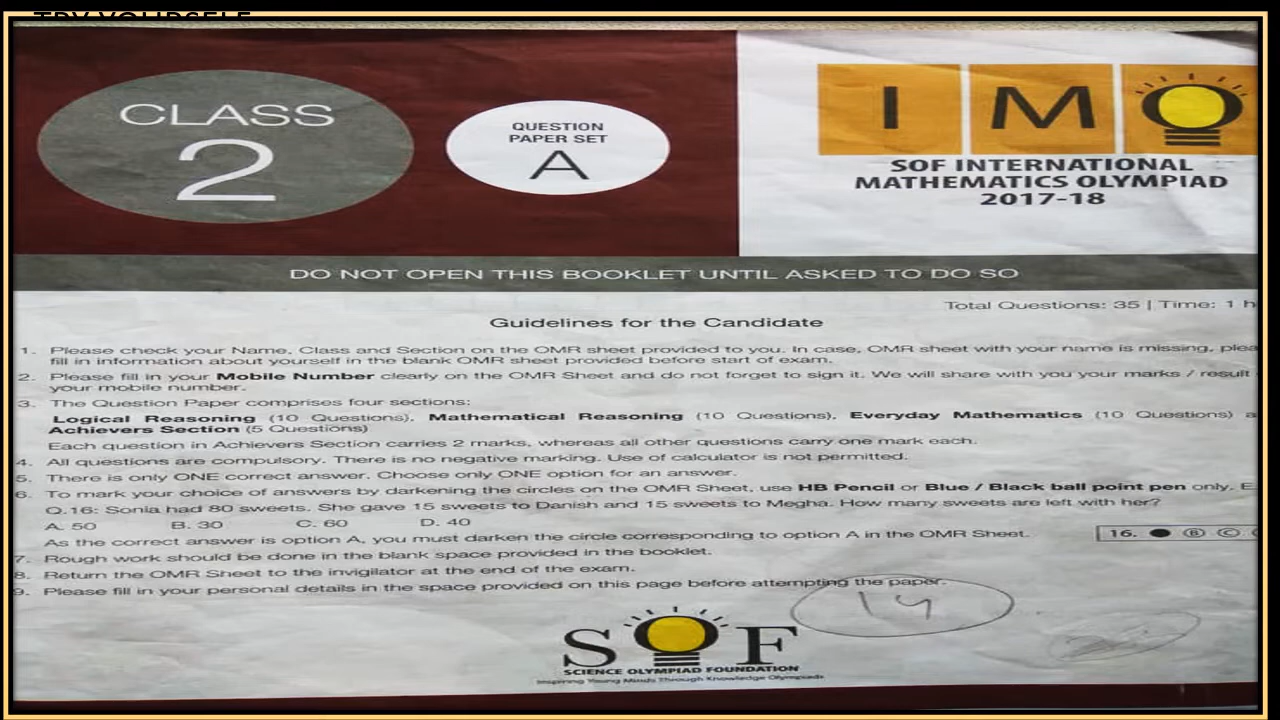 TRY YOURSELF
CLASS
2
QUESTION
PAPER SET
A
I M O
SOF INTERNATIONAL
MATHEMATICS OLYMPIAD
2017-18
DO NOT OPEN THIS BOOKLET UNTIL ASKED TO DO SO
Total Questions: 35 | Time: 1 h
Guidelines for the Candidate
1. Please check your Name, Class and Section on the OMR sheet provided to you. In case, OMR sheet with your name is missing, plea
fill in information about yourself in the blank OMR sheet provided before start of exam.
2. Please fill in your Mobile Number clearly on the OMR Sheet and do not forget to sign it. We will share with you your marks / result
your mobile number.
3. The Question Paper comprises four sections:
Logical Reasoning (10 Questions), Mathematical Reasoning (10 Questions), Everyday Mathematics (10 Questions) a
Achievers Section (5 Questions)
Each question in Achievers Section carries 2 marks, whereas all other questions carry one mark each.
4. All questions are compulsory. There is no negative marking. Use of calculator is not permitted.
5. There is only ONE correct answer. Choose only ONE option for an answer.
6. To mark your choice of answers by darkening the circles on the OMR Sheet, use HB Pencil or Blue / Black ball point pen only. E.
Q.16: Sonia had 80 sweets. She gave 15 sweets to Danish and 15 sweets to Megha. How many sweets are left with her?
A. 50 B. 30 C. 60 D. 40
As the correct answer is option A, you must darken the circle corresponding to option A in the OMR Sheet. 16. ● Ⓑ Ⓒ
7. Rough work should be done in the blank space provided in the booklet.
8. Return the OMR Sheet to the invigilator at the end of the exam.
9. Please fill in your personal details in the space provided on this page before attempting the paper.
14
SOF
SCIENCE OLYMPIAD FOUNDATION
Inspiring Young Minds Through Knowledge Olympiads